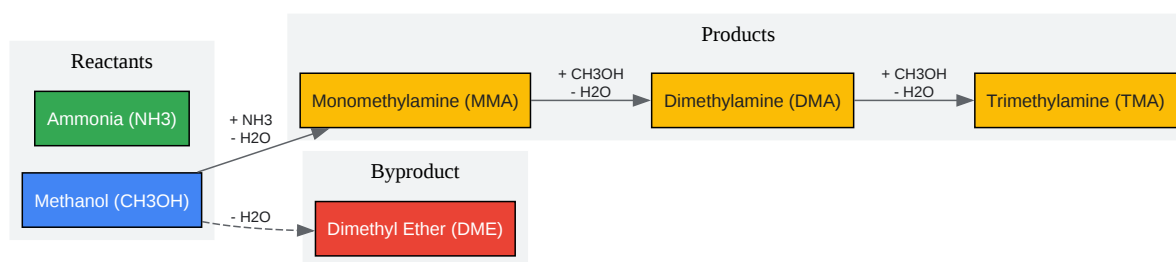 Reactants
Ammonia (NH3)
Methanol (CH3OH)
+ NH3
- H2O
- H2O
Products
Monomethylamine (MMA)
+ CH3OH
- H2O
Dimethylamine (DMA)
+ CH3OH
- H2O
Trimethylamine (TMA)
Byproduct
Dimethyl Ether (DME)